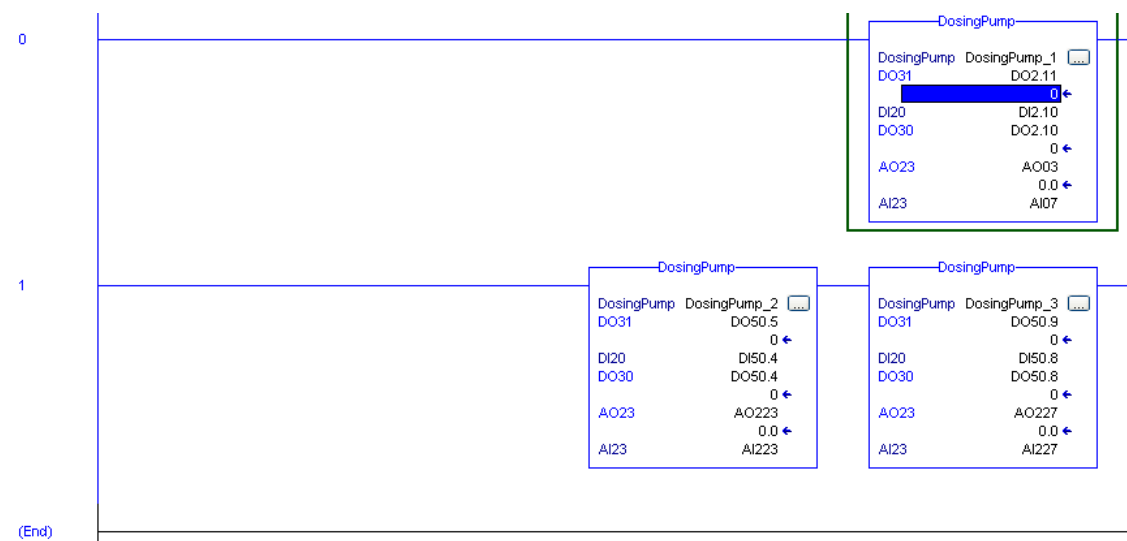 0
DosingPump
DosingPump DosingPump_1 ...
DO31 DO2.11
0
DI20 DI2.10
DO30 DO2.10
0
AO23 AO03
0.0
AI23 AI07
1
DosingPump
DosingPump DosingPump_2 ...
DO31 DO50.5
0
DI20 DI50.4
DO30 DO50.4
0
AO23 AO223
0.0
AI23 AI223
DosingPump
DosingPump DosingPump_3 ...
DO31 DO50.9
0
DI20 DI50.8
DO30 DO50.8
0
AO23 AO227
0.0
AI23 AI227
(End)